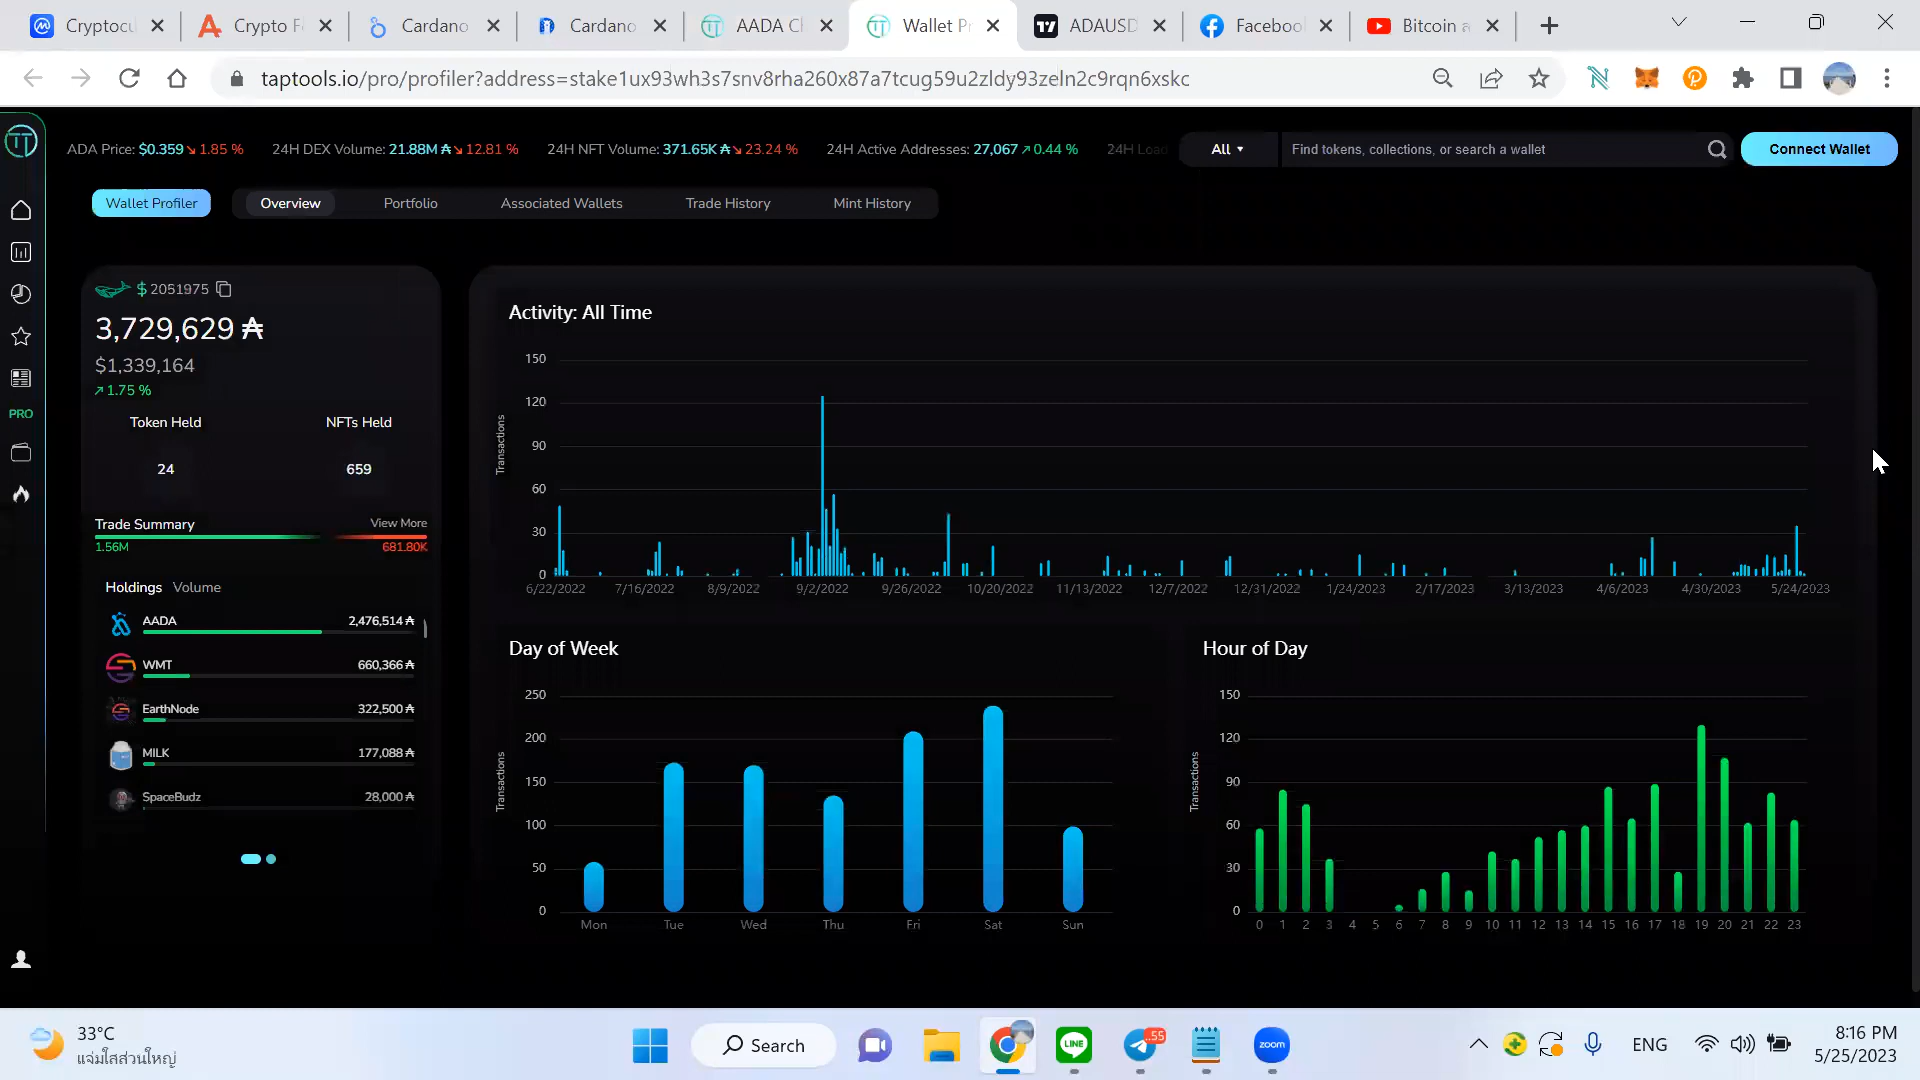 Cryptocu
Crypto F
Cardano
Cardano
AADA Cl
Wallet Pr
ADAUSD
Facebool
Bitcoin a
taptools.io/pro/profiler?address=stake1ux93wh3s7snv8rha260x87a7tcug59u2zldy93zeln2c9rqn6xskc
ADA Price: $0.359 ↘ 1.85 %
24H DEX Volume: 21.88M ₳ ↘ 12.81 %
24H NFT Volume: 371.65K ₳ ↘ 23.24 %
24H Active Addresses: 27,067 ↗ 0.44 %
24H Loa
All
Find tokens, collections, or search a wallet
Connect Wallet
Wallet Profiler
Overview
Portfolio
Associated Wallets
Trade History
Mint History
PRO
$ 2051975
3,729,629 ₳
$1,339,164
↗ 1.75 %
Token Held
NFTs Held
24
659
Trade Summary
View More
1.56M
681.80K
Holdings
Volume
AADA
2,476,514 ₳
WMT
660,366 ₳
EarthNode
322,500 ₳
MILK
177,088 ₳
SpaceBudz
28,000 ₳
Activity: All Time
Transactions
150
120
90
60
30
0
6/22/2022
7/16/2022
8/9/2022
9/2/2022
9/26/2022
10/20/2022
11/13/2022
12/7/2022
12/31/2022
1/24/2023
2/17/2023
3/13/2023
4/6/2023
4/30/2023
5/24/2023
Day of Week
Transactions
250
200
150
100
50
0
Mon
Tue
Wed
Thu
Fri
Sat
Sun
Hour of Day
Transactions
150
120
90
60
30
0
0 1 2 3 4 5 6 7 8 9 10 11 12 13 14 15 16 17 18 19 20 21 22 23
33°C
แจ่มใสส่วนใหญ่
Search
LINE
55
zoom
ENG
8:16 PM
5/25/2023